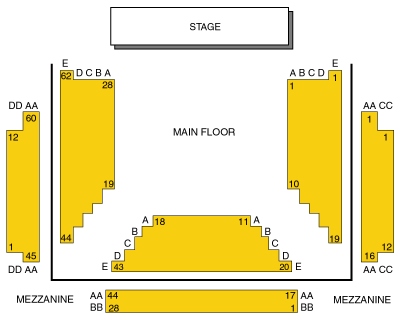 STAGE
E
D C B A
62
28
A B C D
E
1
1
DD AA
60
12
AA CC
1
1
MAIN FLOOR
19
10
44
19
1
45
DD AA
12
16
AA CC
A 18 11 A
B B
C C
D D
E 43 20 E
MEZZANINE
AA 44 17 AA
BB 28 1 BB
MEZZANINE